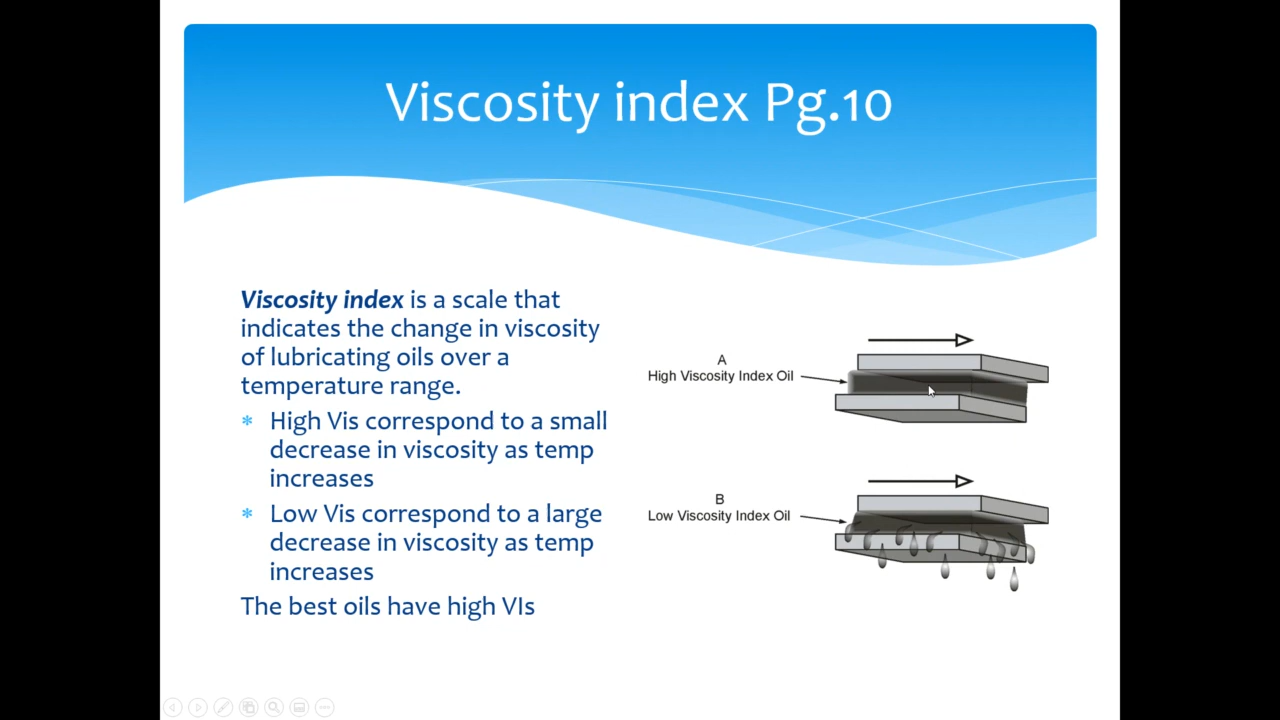 Viscosity index Pg.10
Viscosity index is a scale that
indicates the change in viscosity
of lubricating oils over a
temperature range.
* High Vis correspond to a small
decrease in viscosity as temp
increases
* Low Vis correspond to a large
decrease in viscosity as temp
increases
The best oils have high VIs
A
High Viscosity Index Oil
B
Low Viscosity Index Oil